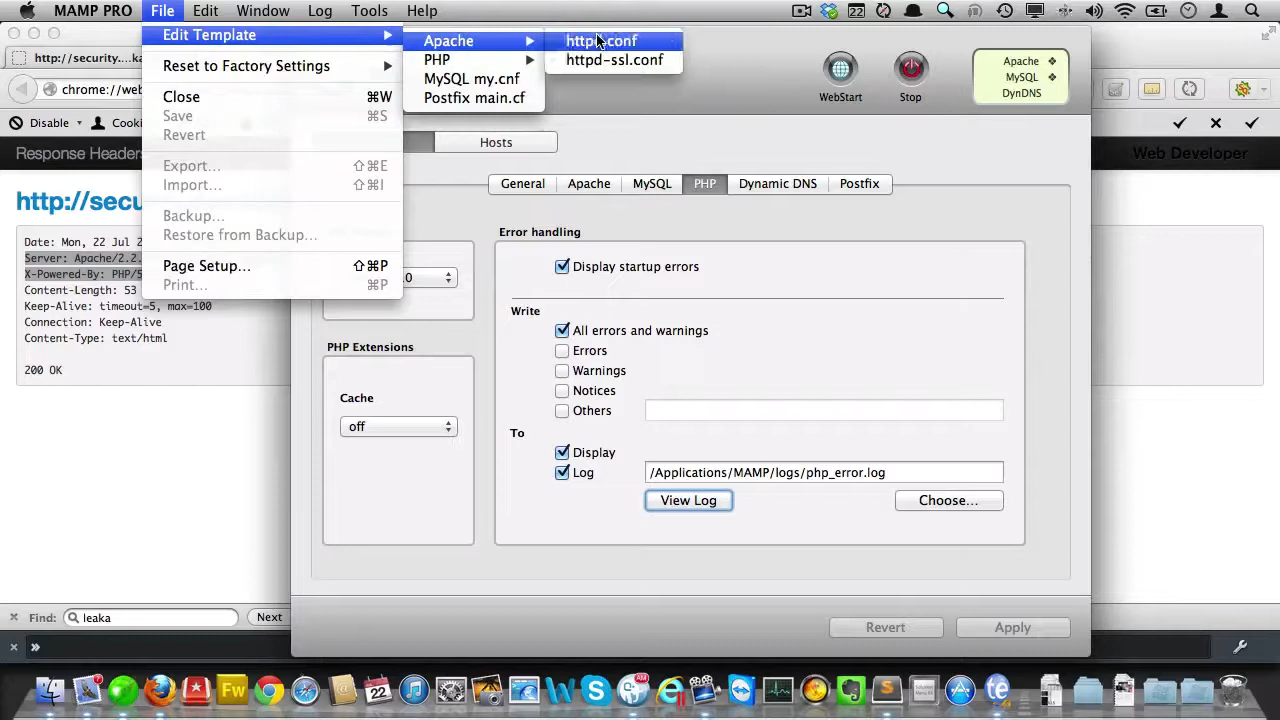 MAMP PRO File Edit Window Log Tools Help
22
Edit Template
Reset to Factory Settings
Close ⌘W
Save ⌘S
Revert
Export... ⇧⌘E
Import... ⇧⌘I
Backup...
Restore from Backup...
Page Setup... ⇧⌘P
Print... ⌘P
Apache
PHP
MySQL my.cnf
Postfix main.cf
httpd-ssl.conf
http://security.
chrome://web
Disable
Response Headers
Web Developer
http://secu
Date: Mon, 22 Jul 2
Server: Apache/2.2.
X-Powered-By: PHP/5
Content-Length: 53
Keep-Alive: timeout=5, max=100
Connection: Keep-Alive
Content-Type: text/html
200 OK
WebStart
Stop
Apache
MySQL
DynDNS
Hosts
General Apache MySQL PHP Dynamic DNS Postfix
PHP Extensions
Cache
off
Error handling
Display startup errors
Write
All errors and warnings
Errors
Warnings
Notices
Others
To
Display
Log /Applications/MAMP/logs/php_error.log
View Log Choose...
Revert Apply
Find: leaka Next
22